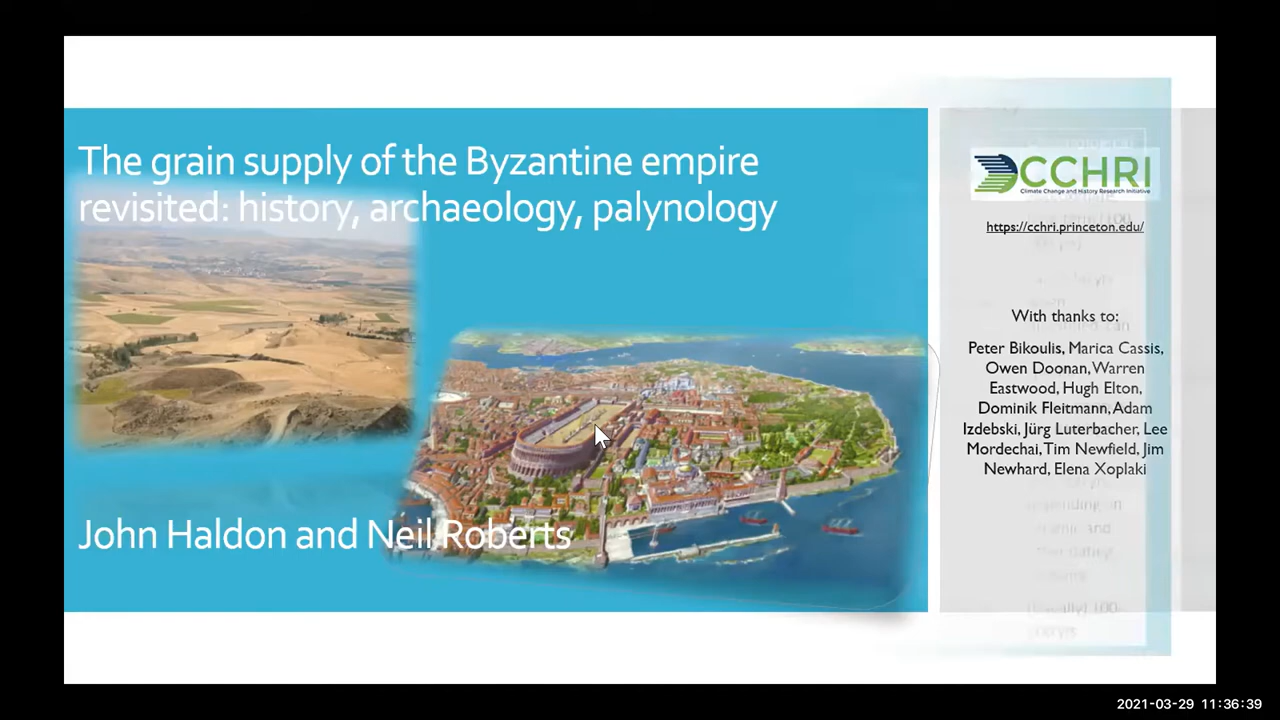 The grain supply of the Byzantine empire
revisited: history, archaeology, palynology
John Haldon and Neil Roberts
CCHRI
Climate Change and History Research Initiative
https://cchri.princeton.edu/
With thanks to:
Peter Bikoulis, Marica Cassis,
Owen Doonan, Warren
Eastwood, Hugh Elton,
Dominik Fleitmann, Adam
Izdebski, Jürg Luterbacher, Lee
Mordechai, Tim Newfield, Jim
Newhard, Elena Xoplaki
2021-03-29 11:36:39